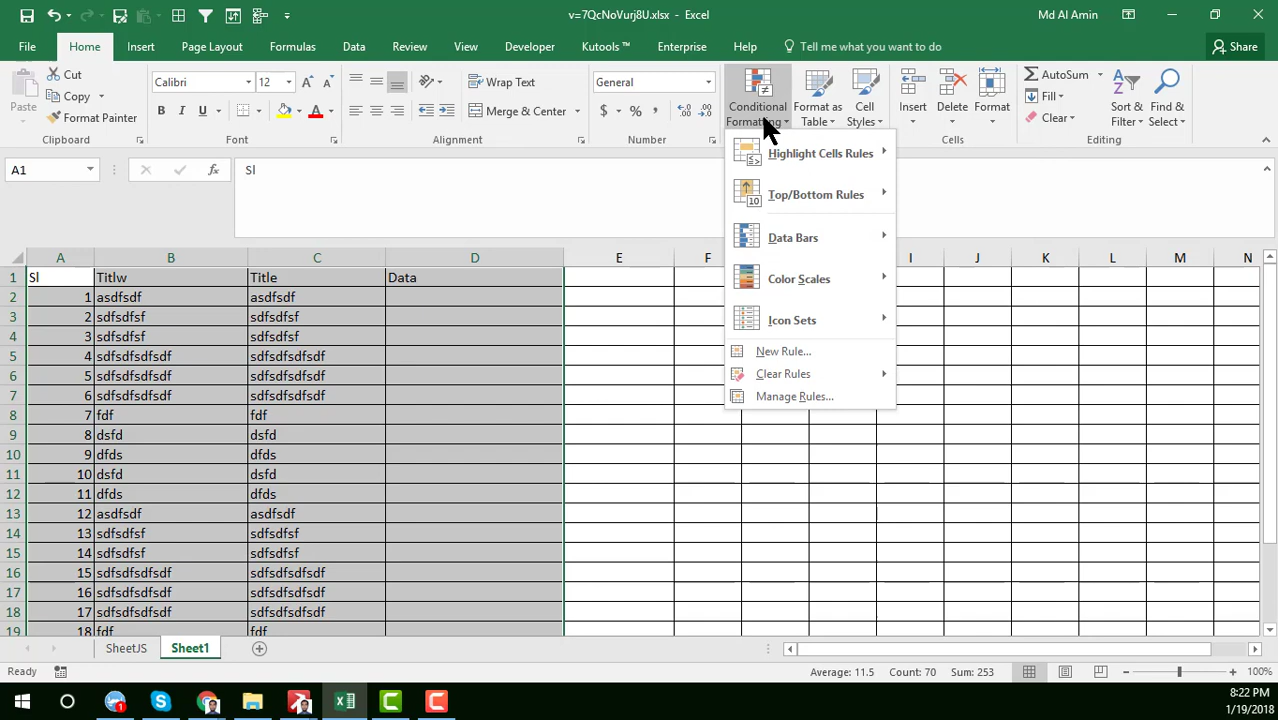 v=7QcNoVurj8U.xlsx - Excel
Md Al Amin
File Home Insert Page Layout Formulas Data Review View Developer Kutools ™ Enterprise Help Tell me what you want to do Share
Paste
Cut
Copy
Format Painter
Clipboard
Calibri 12
B I U
Font
Wrap Text
Merge & Center
Alignment
General
$ % ,
Number
Conditional Formatting
Format as Table
Cell Styles
Insert
Delete
Format
Cells
AutoSum
Fill
Clear
Sort & Filter
Find & Select
Editing
Highlight Cells Rules
Top/Bottom Rules
Data Bars
Color Scales
Icon Sets
New Rule...
Clear Rules
Manage Rules...
A1 fx Sl
A B C D E F I J K L M N
1 Sl Titlw Title Data
2 1 asdfsdf asdfsdf
3 2 sdfsdfsf sdfsdfsf
4 3 sdfsdfsf sdfsdfsf
5 4 sdfsdfsdfsdf sdfsdfsdfsdf
6 5 sdfsdfsdfsdf sdfsdfsdfsdf
7 6 sdfsdfsdfsdf sdfsdfsdfsdf
8 7 fdf fdf
9 8 dsfd dsfd
10 9 dfds dfds
11 10 dsfd dsfd
12 11 dfds dfds
13 12 asdfsdf asdfsdf
14 13 sdfsdfsf sdfsdfsf
15 14 sdfsdfsf sdfsdfsf
16 15 sdfsdfsdfsdf sdfsdfsdfsdf
17 16 sdfsdfsdfsdf sdfsdfsdfsdf
18 17 sdfsdfsdfsdf sdfsdfsdfsdf
19 18 fdf fdf
SheetJS Sheet1
Ready Average: 11.5 Count: 70 Sum: 253 100%
8:22 PM
1/19/2018